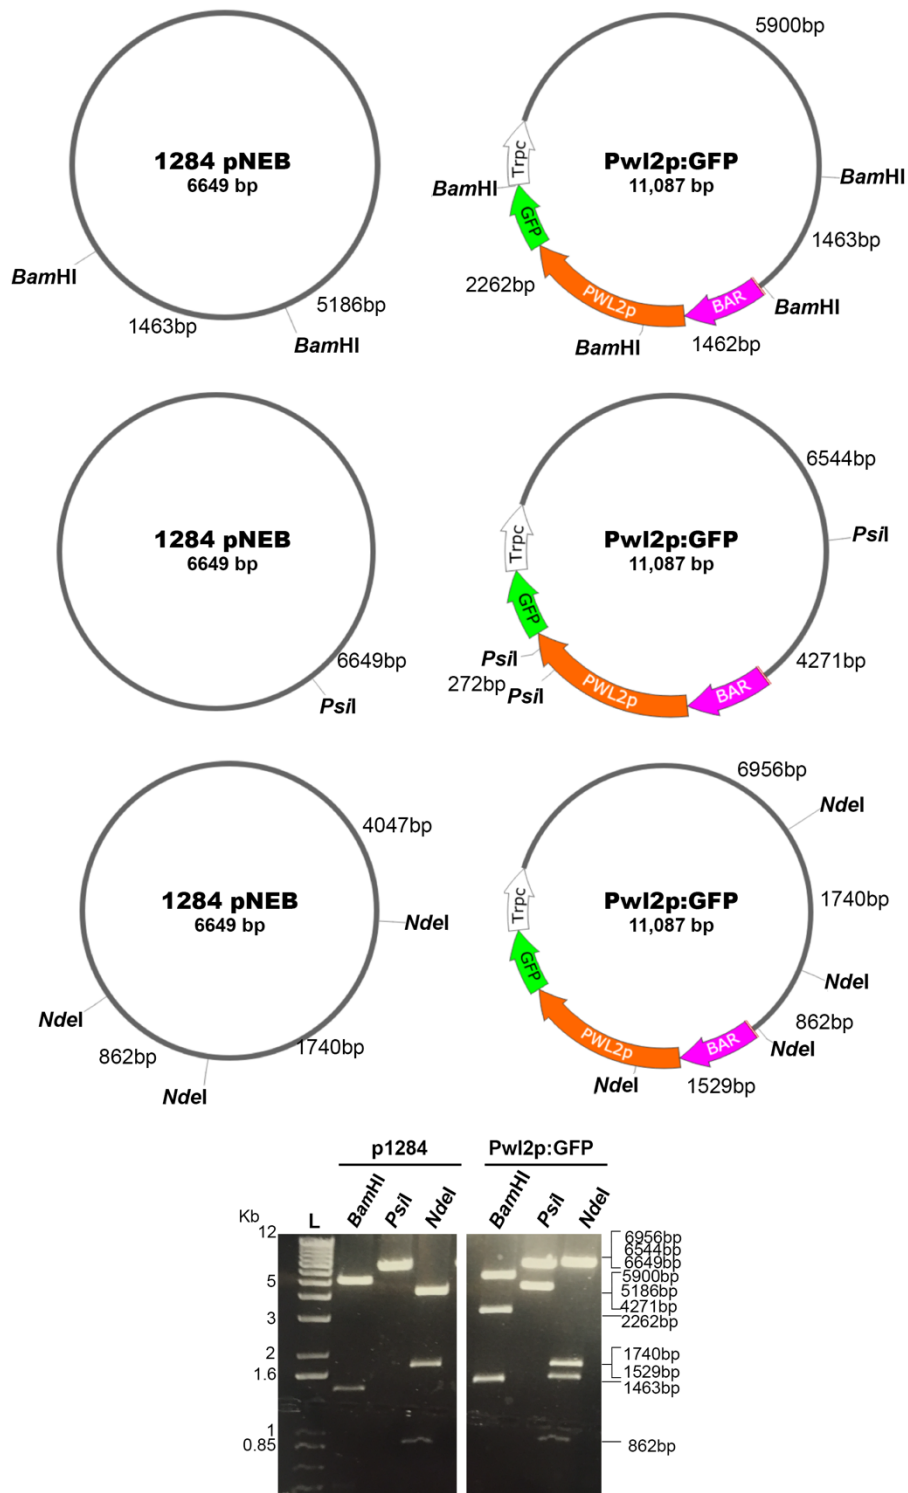 5900bp
1284 pNEB
6649 bp
BamHI
1463bp
5186bp
BamHI
Pwl2p:GFP
11,087 bp
Trpc
BamHI
GFP
BamHI
1463bp
2262bp
PWL2p
BAR
BamHI
BamHI
1462bp
1284 pNEB
6649 bp
6649bp
PsiI
6544bp
Pwl2p:GFP
11,087 bp
PsiI
Trpc
GFP
PsiI
272bp
PsiI
PWL2p
BAR
4271bp
1284 pNEB
6649 bp
4047bp
NdeI
NdeI
862bp
1740bp
NdeI
6956bp
NdeI
Pwl2p:GFP
11,087 bp
1740bp
Trpc
GFP
NdeI
862bp
PWL2p
BAR
NdeI
NdeI
1529bp
p1284
Pwl2p:GFP
Kb
L
BamHI
PsiI
NdeI
BamHI
PsiI
NdeI
12
5
3
2
1.6
1
0.85
6956bp
6544bp
6649bp
5900bp
5186bp
4271bp
2262bp
1740bp
1529bp
1463bp
862bp